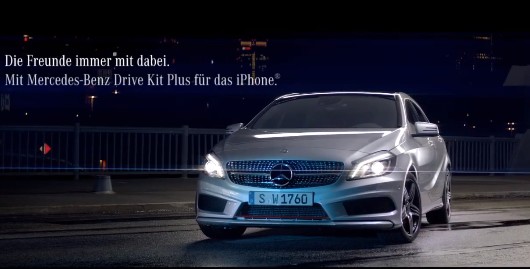 Die Freunde immer mit dabei.
Mit Mercedes-Benz Drive Kit Plus für das iPhone.®
S W 1760